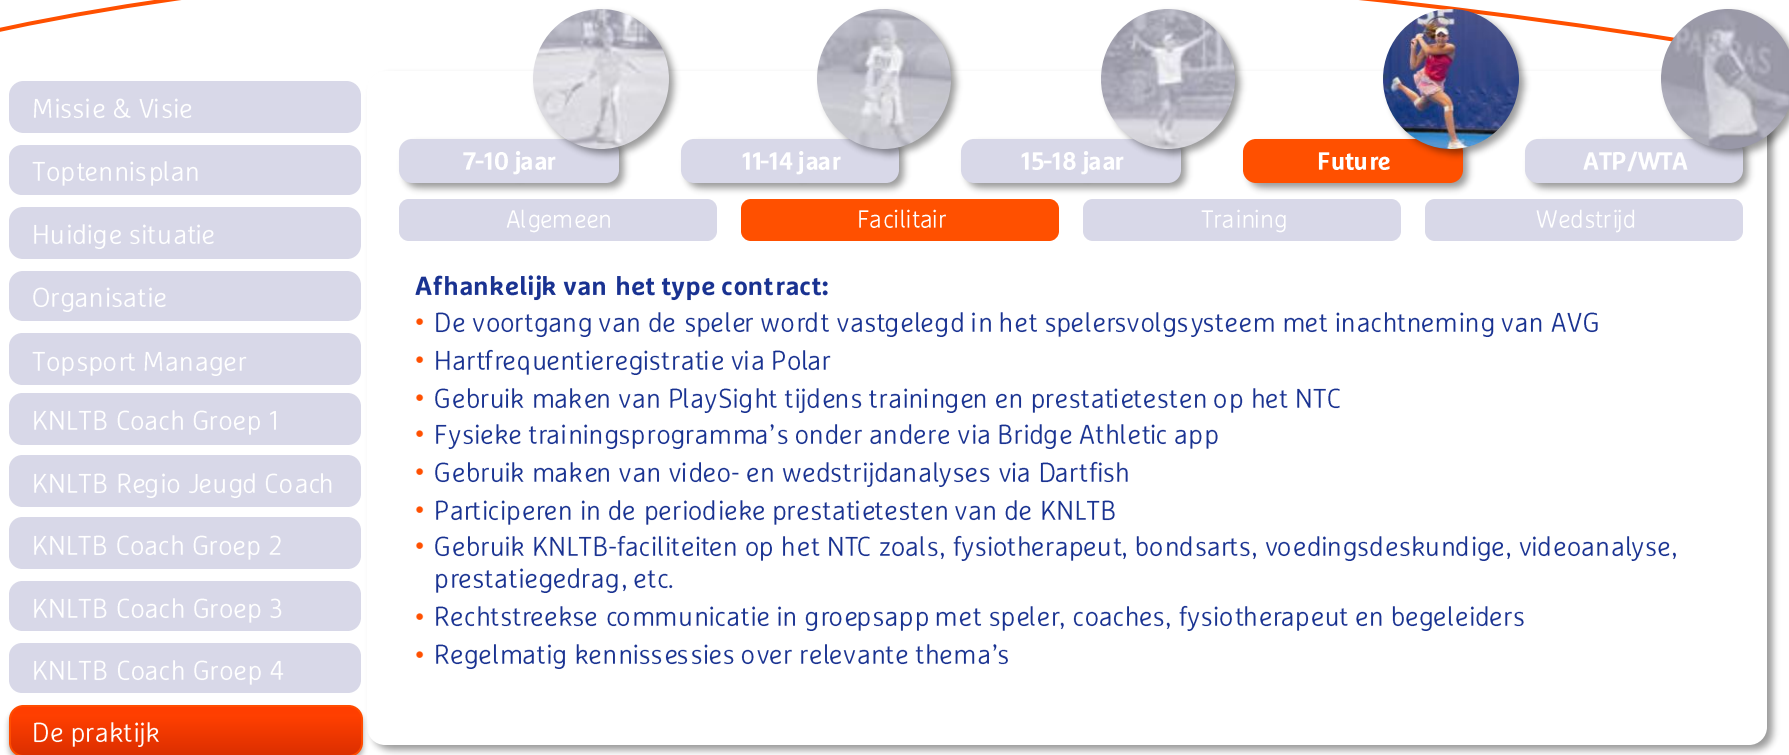 Missie & Visie
Toptennisplan
Huidige situatie
Organisatie
Topsport Manager
KNLTB Coach Groep 1
KNLTB Regio Jeugd Coach
KNLTB Coach Groep 2
KNLTB Coach Groep 3
KNLTB Coach Groep 4
De praktijk
7-10 jaar
11-14 jaar
15-18 jaar
Future
ATP/WTA
Algemeen
Facilitair
Training
Wedstrijd
Afhankelijk van het type contract:
• De voortgang van de speler wordt vastgelegd in het spelersvolgsysteem met inachtneming van AVG
• Hartfrequentieregistratie via Polar
• Gebruik maken van PlaySight tijdens trainingen en prestatietesten op het NTC
• Fysieke trainingsprogramma's onder andere via Bridge Athletic app
• Gebruik maken van video- en wedstrijdanalyses via Dartfish
• Participeren in de periodieke prestatietesten van de KNLTB
• Gebruik KNLTB-faciliteiten op het NTC zoals, fysiotherapeut, bondsarts, voedingsdeskundige, videoanalyse,
prestatiegedrag, etc.
• Rechtstreekse communicatie in groepsapp met speler, coaches, fysiotherapeut en begeleiders
• Regelmatig kennissessies over relevante thema's